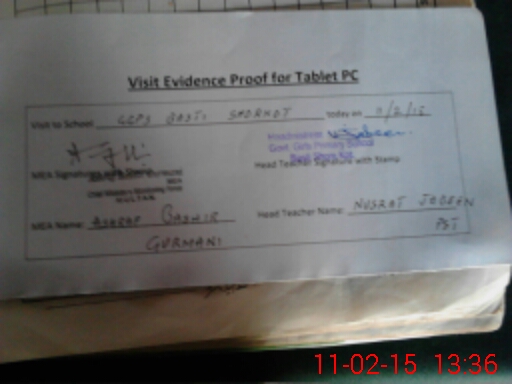 Visit Evidence Proof for Tablet PC
Visit to School GGPS BASTI SHORKOT today on 11/2/15
Headmistress
Govt. Girls Primary School
MEA Signature with Stamp
Head Teacher Signature with Stamp
MULTAN
MEA Name: BASHIR
GURMANI
Head Teacher Name: NUSRAT JABEEN
PST
11-02-15 13:36